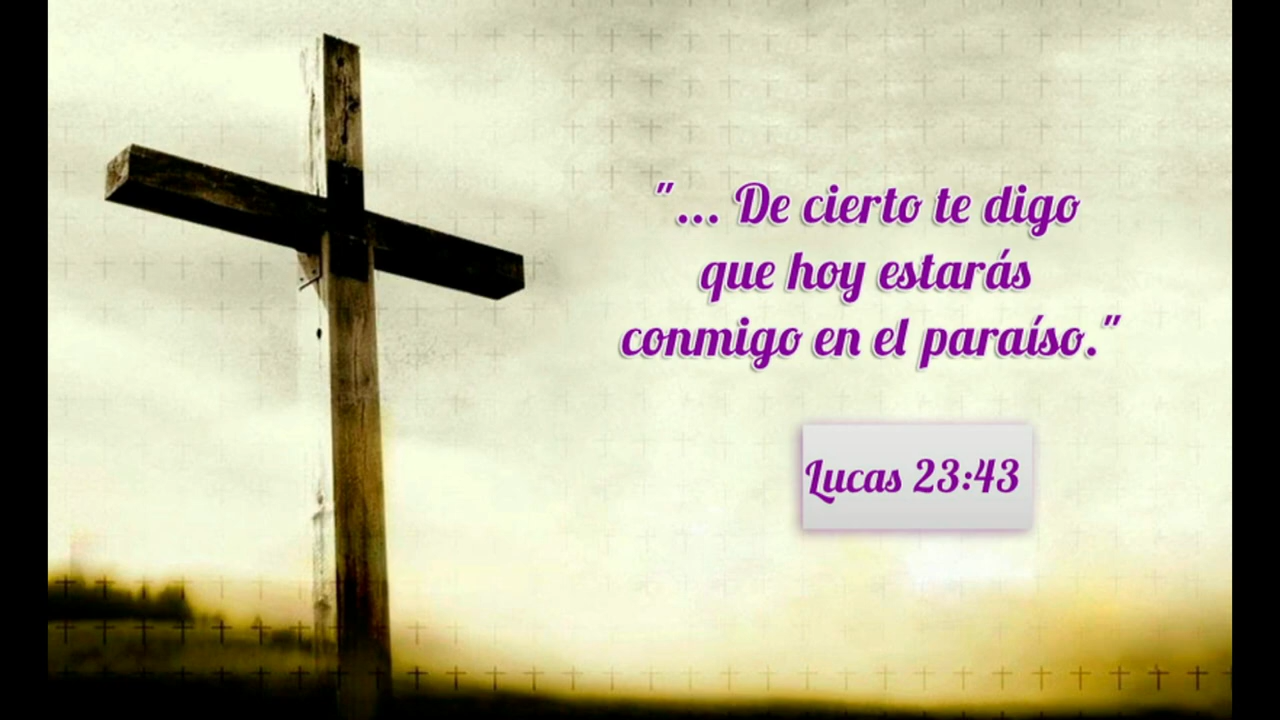 "... De cierto te digo
que hoy estarás
conmigo en el paraíso."
Lucas 23:43